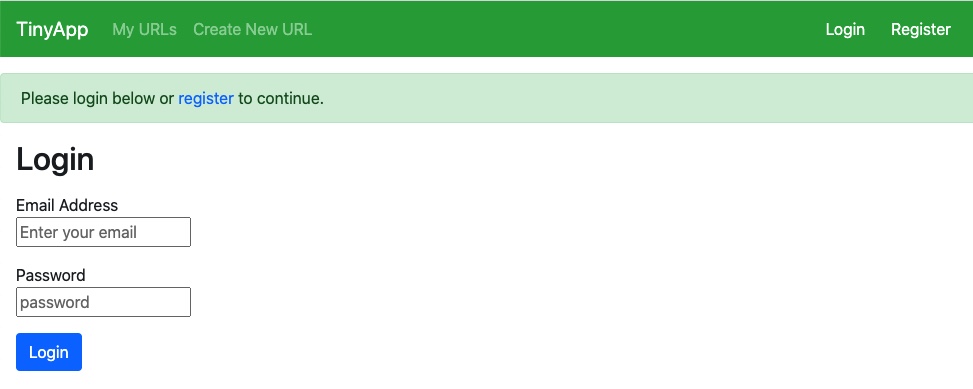 TinyApp My URLs Create New URL Login Register
Please login below or register to continue.
Login
Email Address
Enter your email
Password
password
Login